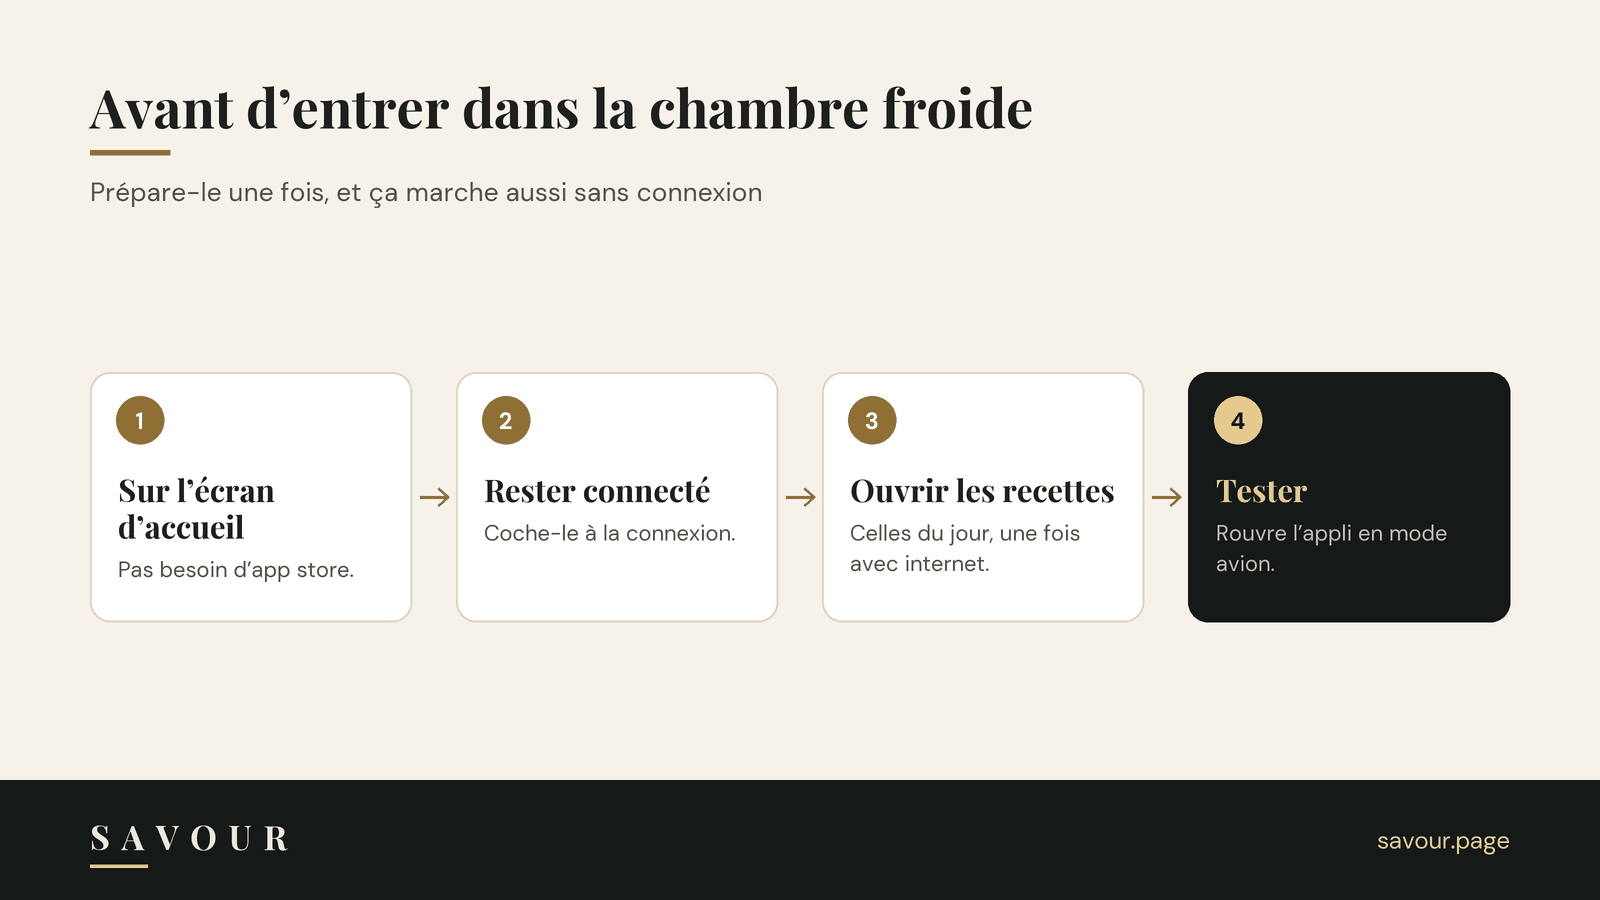 Avant d’entrer dans la chambre froide
Prépare-le une fois, et ça marche aussi sans connexion
1
Sur l’écran
d’accueil
Pas besoin d’app store.
2
Rester connecté
Coche-le à la connexion.
3
Ouvrir les recettes
Celles du jour, une fois
avec internet.
4
Tester
Rouvre l’appli en mode
avion.
SAVOUR
savour.page